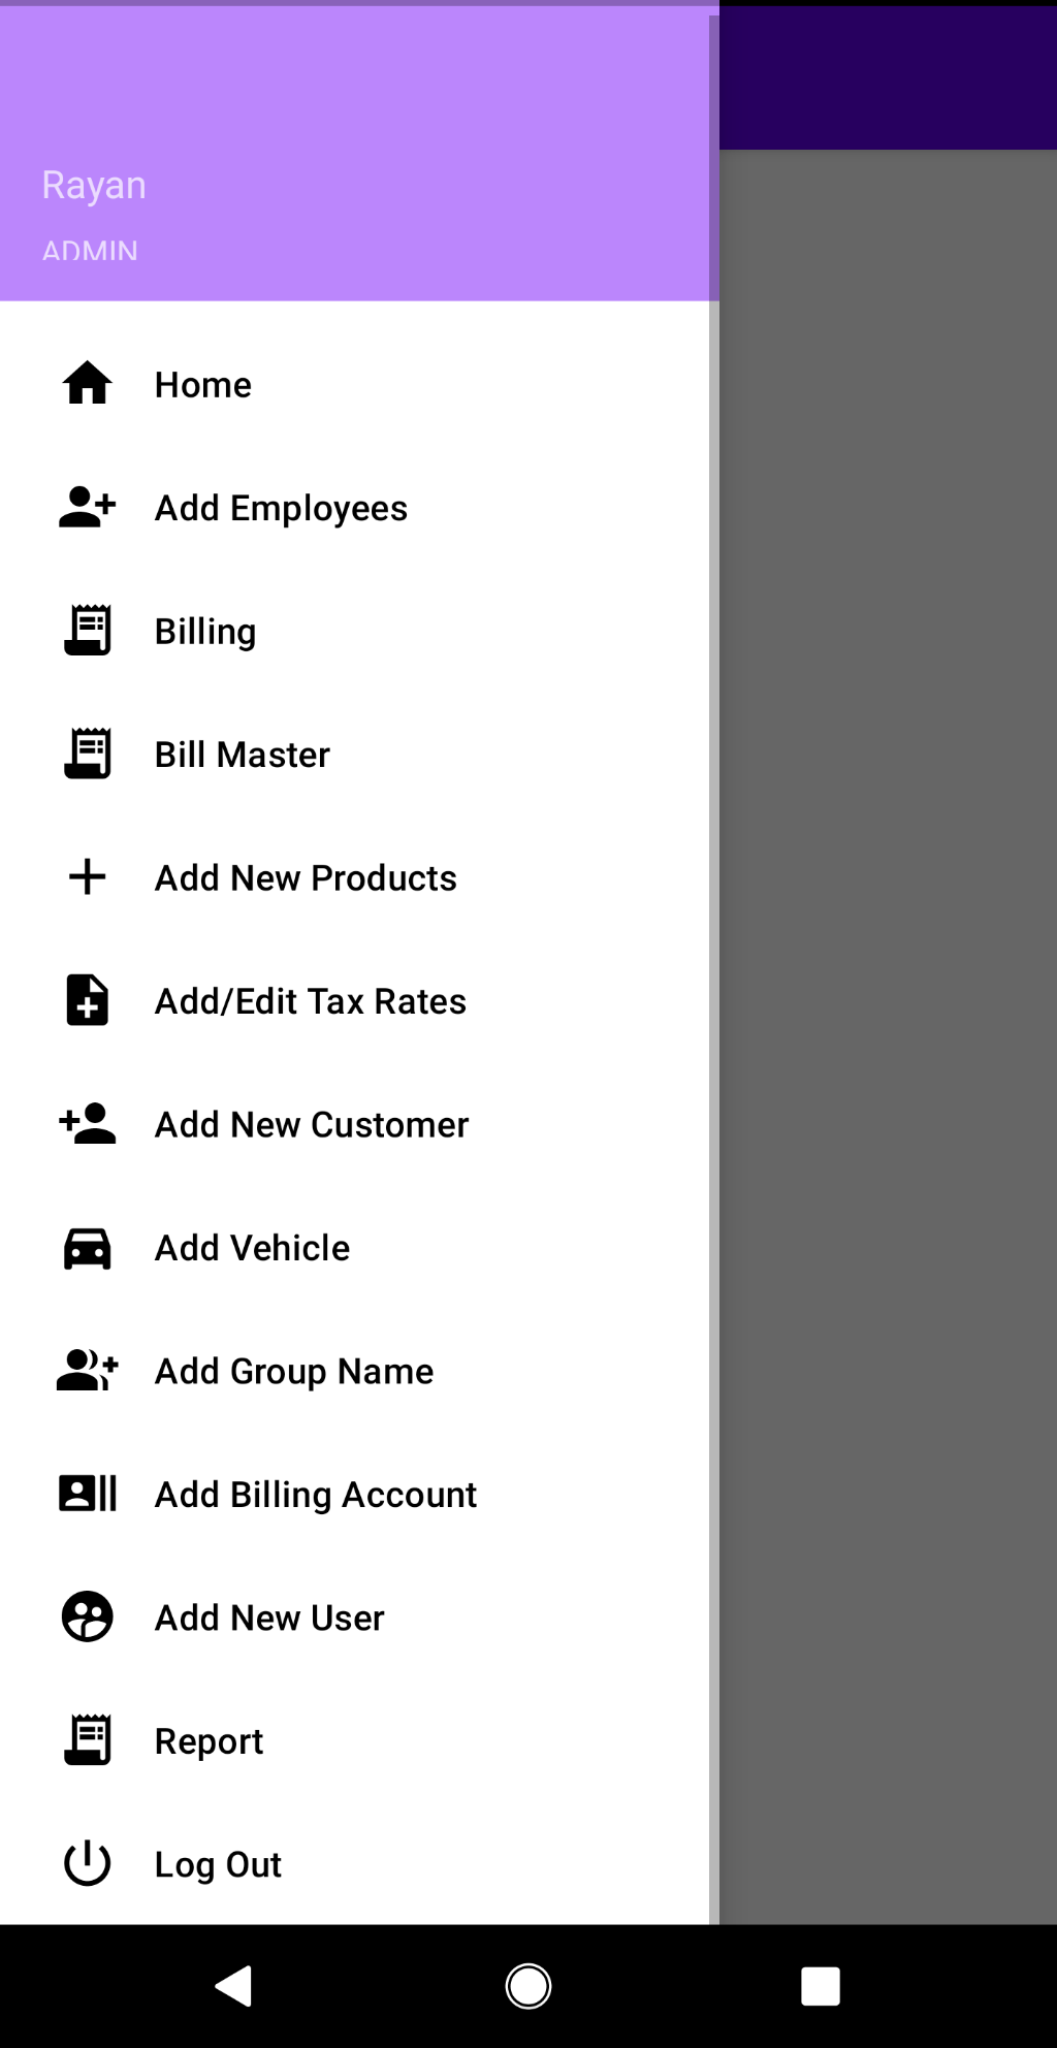 Rayan
ADMIN
Home
Add Employees
Billing
Bill Master
Add New Products
Add/Edit Tax Rates
Add New Customer
Add Vehicle
Add Group Name
Add Billing Account
Add New User
Report
Log Out